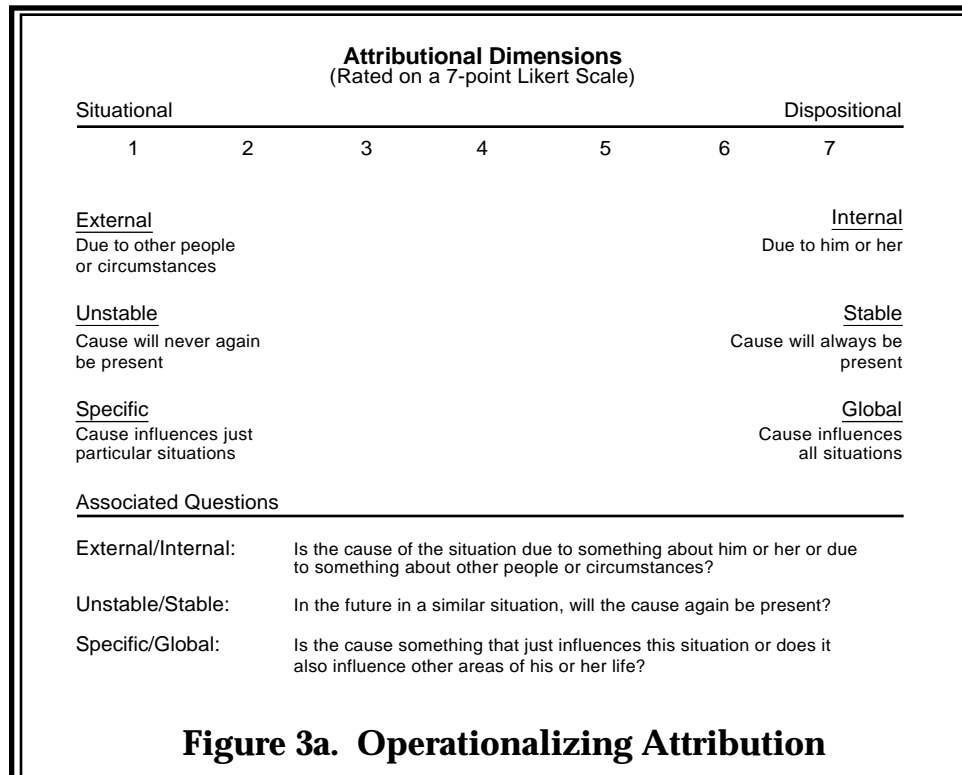 Attributional Dimensions
(Rated on a 7-point Likert Scale)
Situational Dispositional
1 2 3 4 5 6 7
External Internal
Due to other people Due to him or her
or circumstances
Unstable Stable
Cause will never again Cause will always be
be present present
Specific Global
Cause influences just Cause influences
particular situations all situations
Associated Questions
External/Internal: Is the cause of the situation due to something about him or her or due
to something about other people or circumstances?
Unstable/Stable: In the future in a similar situation, will the cause again be present?
Specific/Global: Is the cause something that just influences this situation or does it
also influence other areas of his or her life?
Figure 3a. Operationalizing Attribution